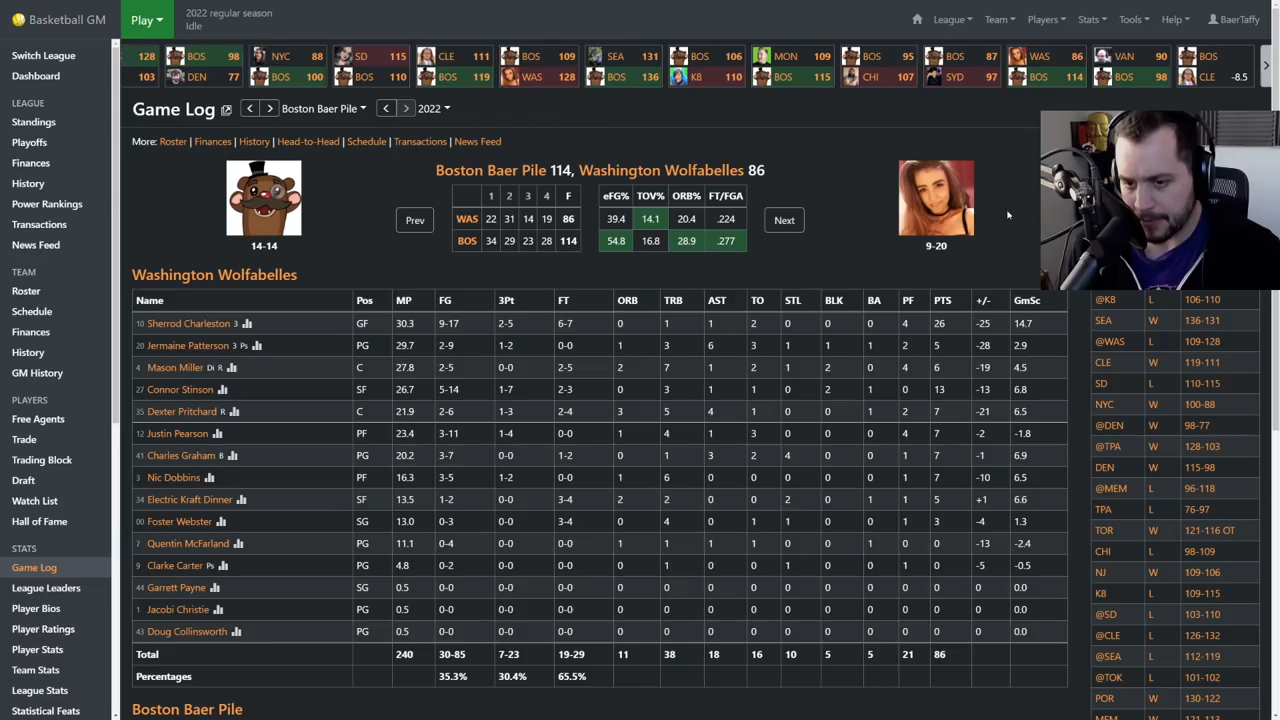 Basketball GM
Play
2022 regular season
Idle
League Team Players Stats Tools Help BaerTaffy
128 BOS 98 NYC 88 SD 115 CLE 111 BOS 109 SEA 131 BOS 106 MON 109 BOS 95 BOS 87 WAS 86 VAN 90 BOS
103 DEN 77 BOS 100 BOS 110 BOS 119 WAS 128 BOS 136 K8 110 BOS 115 CHI 107 SYD 97 BOS 114 BOS 98 CLE -8.5
Switch League
Dashboard
LEAGUE
Standings
Playoffs
Finances
History
Power Rankings
Transactions
News Feed
TEAM
Roster
Schedule
Finances
History
GM History
PLAYERS
Free Agents
Trade
Trading Block
Draft
Watch List
Hall of Fame
STATS
Game Log
League Leaders
Player Bios
Player Ratings
Player Stats
Team Stats
League Stats
Statistical Feats
Game Log Boston Baer Pile 2022
More: Roster | Finances | History | Head-to-Head | Schedule | Transactions | News Feed
Boston Baer Pile 114, Washington Wolfabelles 86
1 2 3 4 F eFG% TOV% ORB% FT/FGA
WAS 22 31 14 19 86 39.4 14.1 20.4 .224
BOS 34 29 23 28 114 54.8 16.8 28.9 .277
Prev
Next
14-14
9-20
Washington Wolfabelles
Name Pos MP FG 3Pt FT ORB TRB AST TO STL BLK BA PF PTS +/- GmSc
10 Sherrod Charleston 3 GF 30.3 9-17 2-5 6-7 0 1 1 2 0 0 0 4 26 -25 14.7
20 Jermaine Patterson 3 Ps PG 29.7 2-9 1-2 0-0 1 3 6 3 1 1 1 2 5 -28 2.9
4 Mason Miller Di R C 27.8 2-5 0-0 2-5 2 7 1 2 1 2 0 4 6 -19 4.5
27 Connor Stinson SF 26.7 5-14 1-7 2-3 0 3 1 1 0 2 1 0 13 -13 6.8
35 Dexter Pritchard R C 21.9 2-6 1-3 2-4 3 5 4 1 0 0 1 2 7 -21 6.5
12 Justin Pearson PF 23.4 3-11 1-4 0-0 1 4 1 3 0 0 0 4 7 -2 -1.8
41 Charles Graham B PG 20.2 3-7 0-0 1-2 0 1 3 2 4 0 0 1 7 -1 6.9
3 Nic Dobbins PF 16.3 3-5 1-2 0-0 1 6 0 0 0 0 0 1 7 -10 6.5
34 Electric Kraft Dinner SF 13.5 1-2 0-0 3-4 2 2 0 0 2 0 1 1 5 +1 6.6
00 Foster Webster SG 13.0 0-3 0-0 3-4 0 4 0 1 1 0 0 1 3 -4 1.3
7 Quentin McFarland PG 11.1 0-4 0-0 0-0 1 1 1 1 0 0 1 0 0 -13 -2.4
9 Clarke Carter Ps PG 4.8 0-2 0-0 0-0 0 1 0 0 1 0 0 1 0 -5 -0.5
44 Garrett Payne SG 0.5 0-0 0-0 0-0 0 0 0 0 0 0 0 0 0 0 0.0
1 Jacobi Christie PG 0.5 0-0 0-0 0-0 0 0 0 0 0 0 0 0 0 0 0.0
43 Doug Collinsworth PG 0.5 0-0 0-0 0-0 0 0 0 0 0 0 0 0 0 0 0.0
Total 240 30-85 7-23 19-29 11 38 18 16 10 5 5 21 86
Percentages 35.3% 30.4% 65.5%
Boston Baer Pile
@K8 L 106-110
SEA W 136-131
@WAS L 109-128
CLE W 119-111
SD L 110-115
NYC W 100-88
@DEN W 98-77
@TPA W 128-103
DEN W 115-98
@MEM L 96-118
TPA L 76-97
TOR W 121-116 OT
CHI L 98-109
NJ W 109-106
K8 L 109-115
@SD L 103-110
@CLE L 126-132
@SEA L 112-119
@TOK L 101-102
POR W 130-122